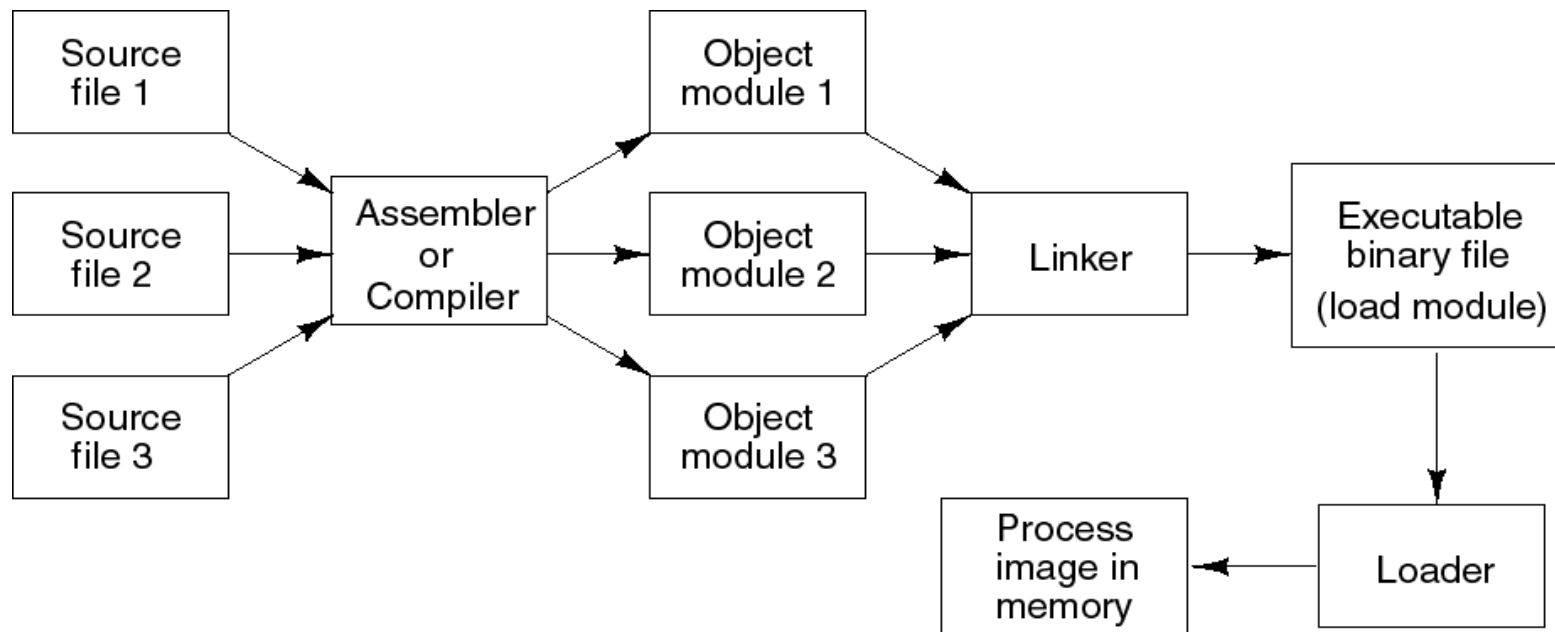 Source
file 1
Source
file 2
Source
file 3
Assembler
or
Compiler
Object
module 1
Object
module 2
Object
module 3
Linker
Executable
binary file
(load module)
Loader
Process
image in
memory